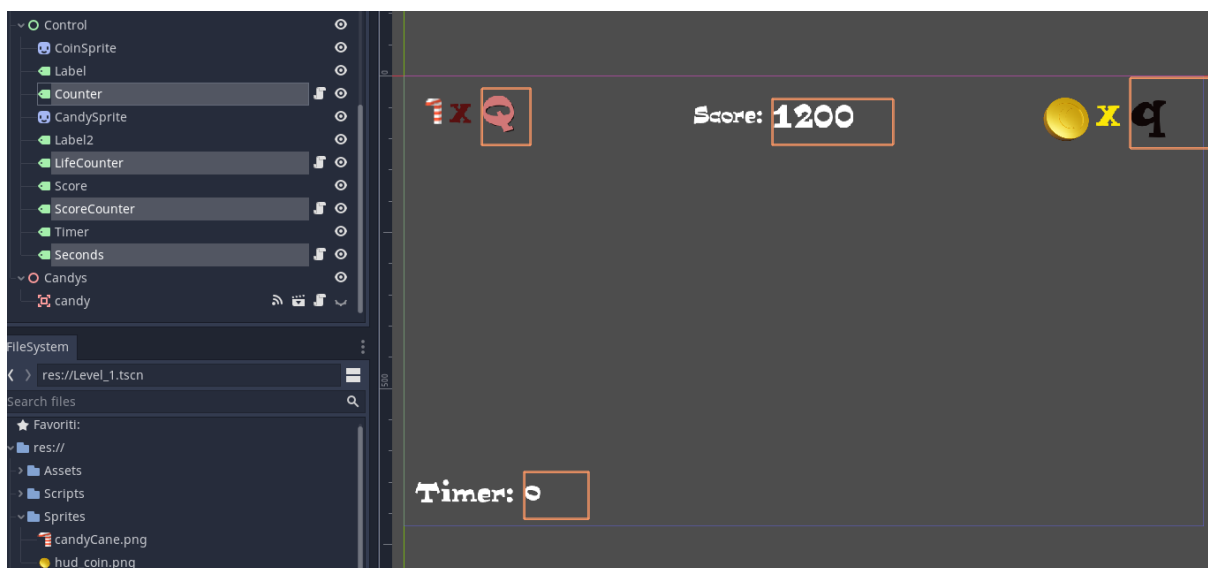 Control
CoinSprite
Label
Counter
CandySprite
Label2
LifeCounter
Score
ScoreCounter
Timer
Seconds
Candys
candy
FileSystem
res://Level_1.tscn
Search files
Favoriti:
res://
Assets
Scripts
Sprites
candyCane.png
hud_coin.png
0
500
x Q
Score: 1200
x q
Timer: 0